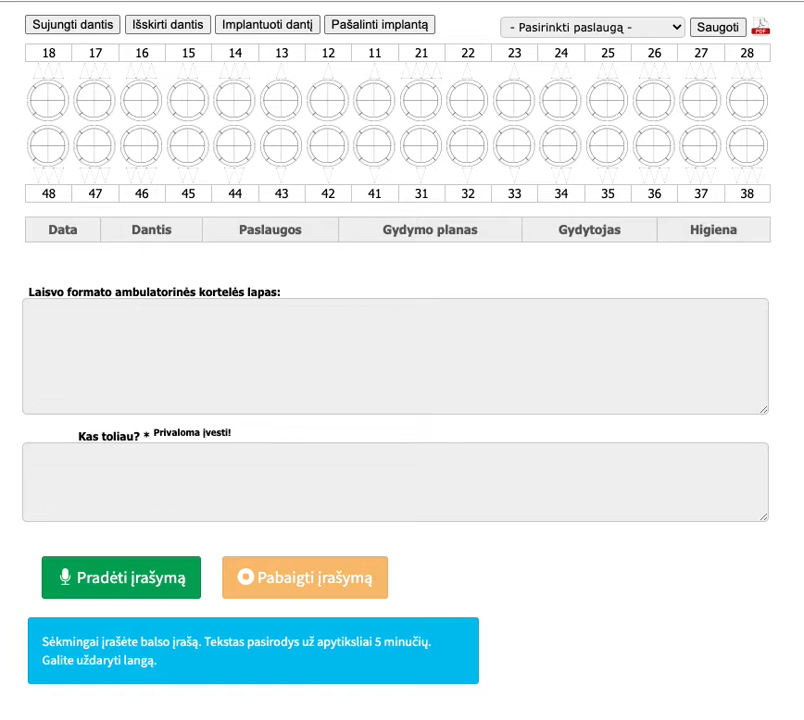 Sujungti dantis Išskirti dantis Implantuoti dantį Pašalinti implantą - Pasirinkti paslaugą - Saugoti PDF
18 17 16 15 14 13 12 11 21 22 23 24 25 26 27 28
48 47 46 45 44 43 42 41 31 32 33 34 35 36 37 38
Data Dantis Paslaugos Gydymo planas Gydytojas Higiena
Laisvo formato ambulatorinės kortelės lapas:
Kas toliau? * Privaloma įvesti!
Pradėti įrašymą Pabaigti įrašymą
Sėkmingai įrašėte balso įrašą. Tekstas pasirodys už apytiksliai 5 minučių.
Galite uždaryti langą.